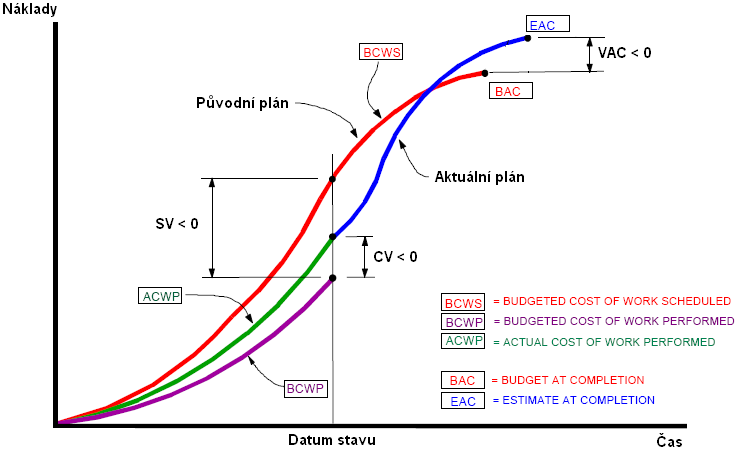 Náklady
EAC
BCWS
VAC < 0
BAC
Původní plán
Aktuální plán
SV < 0
CV < 0
ACWP
BCWP
BCWS = BUDGETED COST OF WORK SCHEDULED
BCWP = BUDGETED COST OF WORK PERFORMED
ACWP = ACTUAL COST OF WORK PERFORMED
BAC = BUDGET AT COMPLETION
EAC = ESTIMATE AT COMPLETION
Datum stavu
Čas